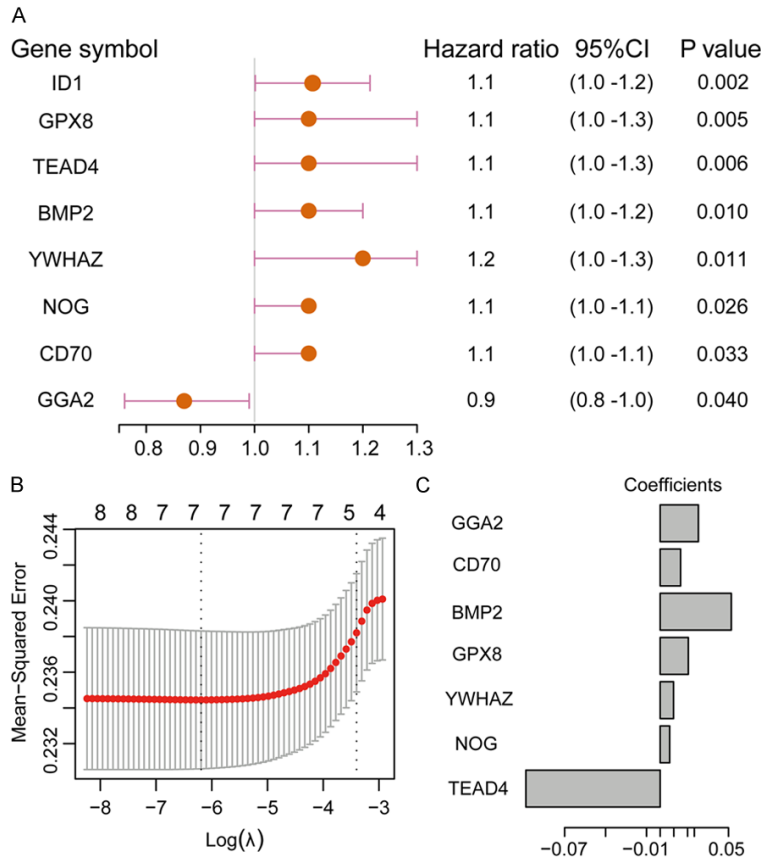 A
Gene symbol Hazard ratio 95%CI P value
ID1 1.1 (1.0 -1.2) 0.002
GPX8 1.1 (1.0 -1.3) 0.005
TEAD4 1.1 (1.0 -1.3) 0.006
BMP2 1.1 (1.0 -1.2) 0.010
YWHAZ 1.2 (1.0 -1.3) 0.011
NOG 1.1 (1.0 -1.1) 0.026
CD70 1.1 (1.0 -1.1) 0.033
GGA2 0.9 (0.8 -1.0) 0.040
0.8 0.9 1.0 1.1 1.2 1.3
B
8 8 7 7 7 7 7 7 5 4
Mean−Squared Error
0.244
0.240
0.236
0.232
−8 −7 −6 −5 −4 −3
Log(λ)
C
Coefficients
GGA2
CD70
BMP2
GPX8
YWHAZ
NOG
TEAD4
−0.07 −0.01 0.05